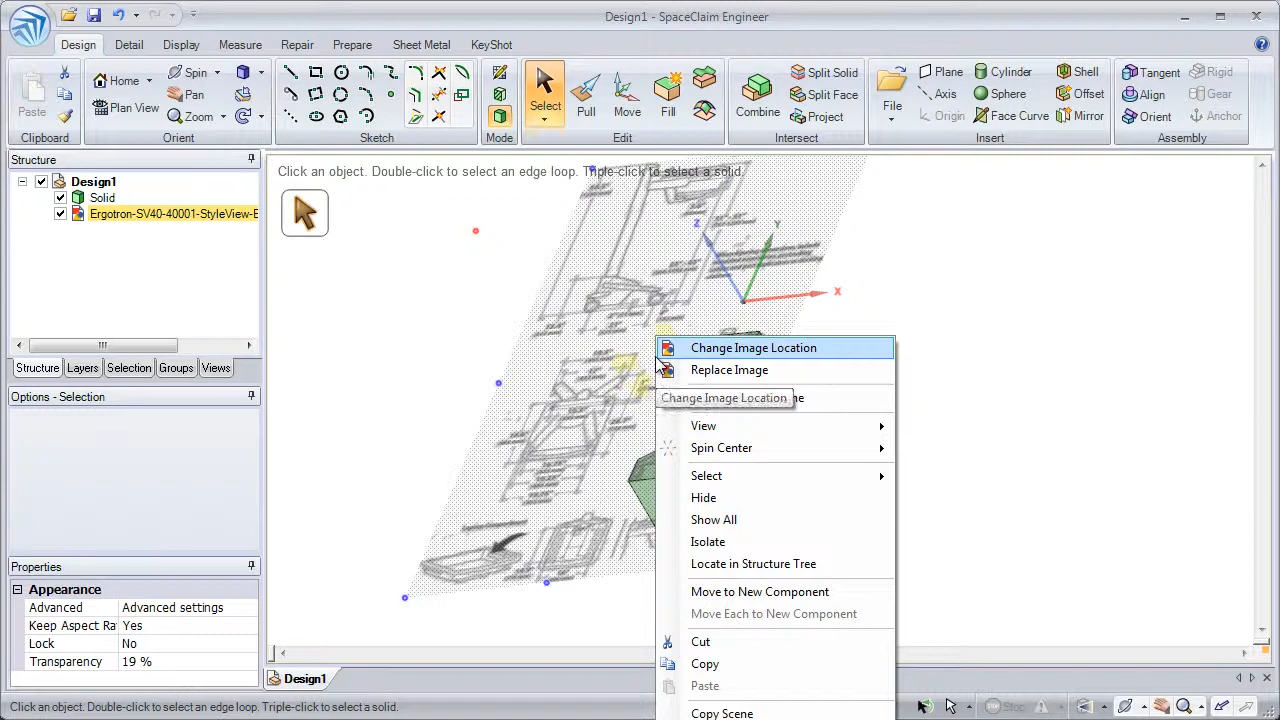 Design1 - SpaceClaim Engineer
Design
Detail
Display
Measure
Repair
Prepare
Sheet Metal
KeyShot
Paste
Clipboard
Home
Plan View
Spin
Pan
Zoom
Orient
Sketch
Mode
Select
Pull
Move
Fill
Edit
Combine
Split Solid
Split Face
Project
Intersect
File
Plane
Axis
Origin
Cylinder
Sphere
Face Curve
Shell
Offset
Mirror
Insert
Tangent
Align
Orient
Rigid
Gear
Anchor
Assembly
Structure
Design1
Solid
Ergotron-SV40-40001-StyleView-E
Structure
Layers
Selection
Groups
Views
Options - Selection
Properties
Appearance
Advanced Advanced settings
Keep Aspect Ra Yes
Lock No
Transparency 19 %
Click an object. Double-click to select an edge loop. Triple-click to select a solid.
Z
Y
X
Change Image Location
Replace Image
Change Image Location
View
Spin Center
Select
Hide
Show All
Isolate
Locate in Structure Tree
Move to New Component
Move Each to New Component
Cut
Copy
Paste
Copy Scene
Design1
Click an object. Double-click to select an edge loop. Triple-click to select a solid.
Stop